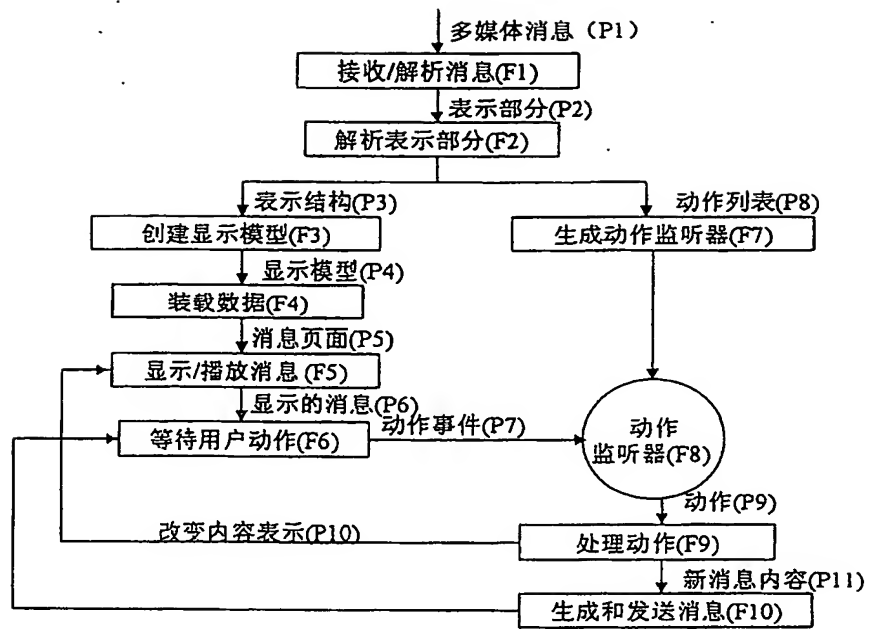 多媒体消息（P1）
接收/解析消息(F1)
表示部分(P2)
解析表示部分(F2)
表示结构(P3)
动作列表(P8)
创建显示模型(F3)
生成动作监听器(F7)
显示模型(P4)
装载数据(F4)
消息页面(P5)
显示/播放消息(F5)
显示的消息(P6)
动作事件(P7)
等待用户动作(F6)
动作
监听器(F8)
动作(P9)
改变内容表示(P10)
处理动作(F9)
新消息内容(P11)
生成和发送消息(F10)